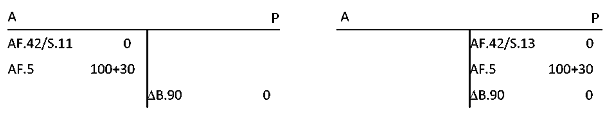 A P A P
AF.42/S.11 0 AF.42/S.13 0
AF.5 100+30 AF.5 100+30
ΔB.90 0 ΔB.90 0